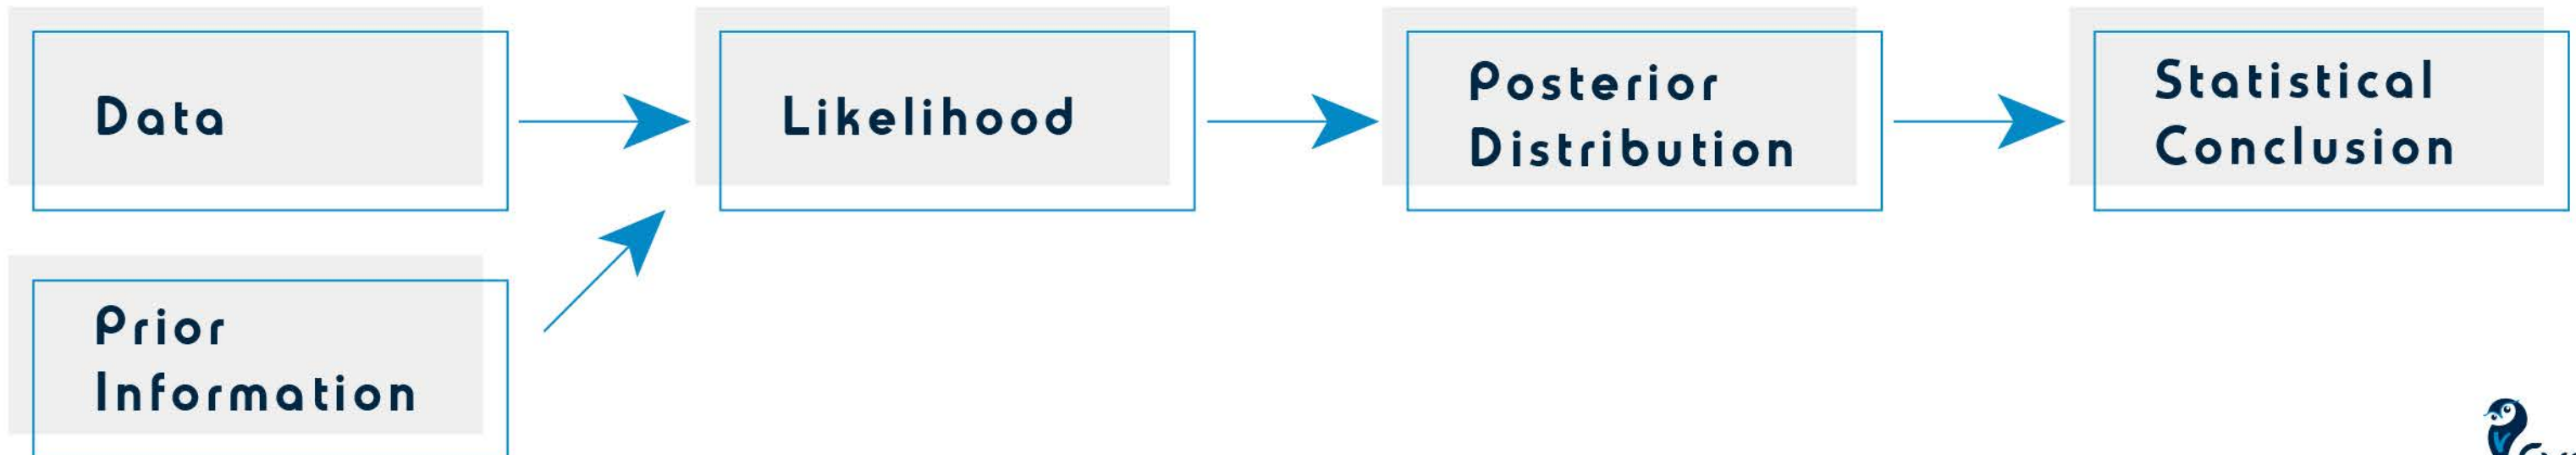 Data
Likelihood
Posterior
Distribution
Statistical
Conclusion
Prior
Information